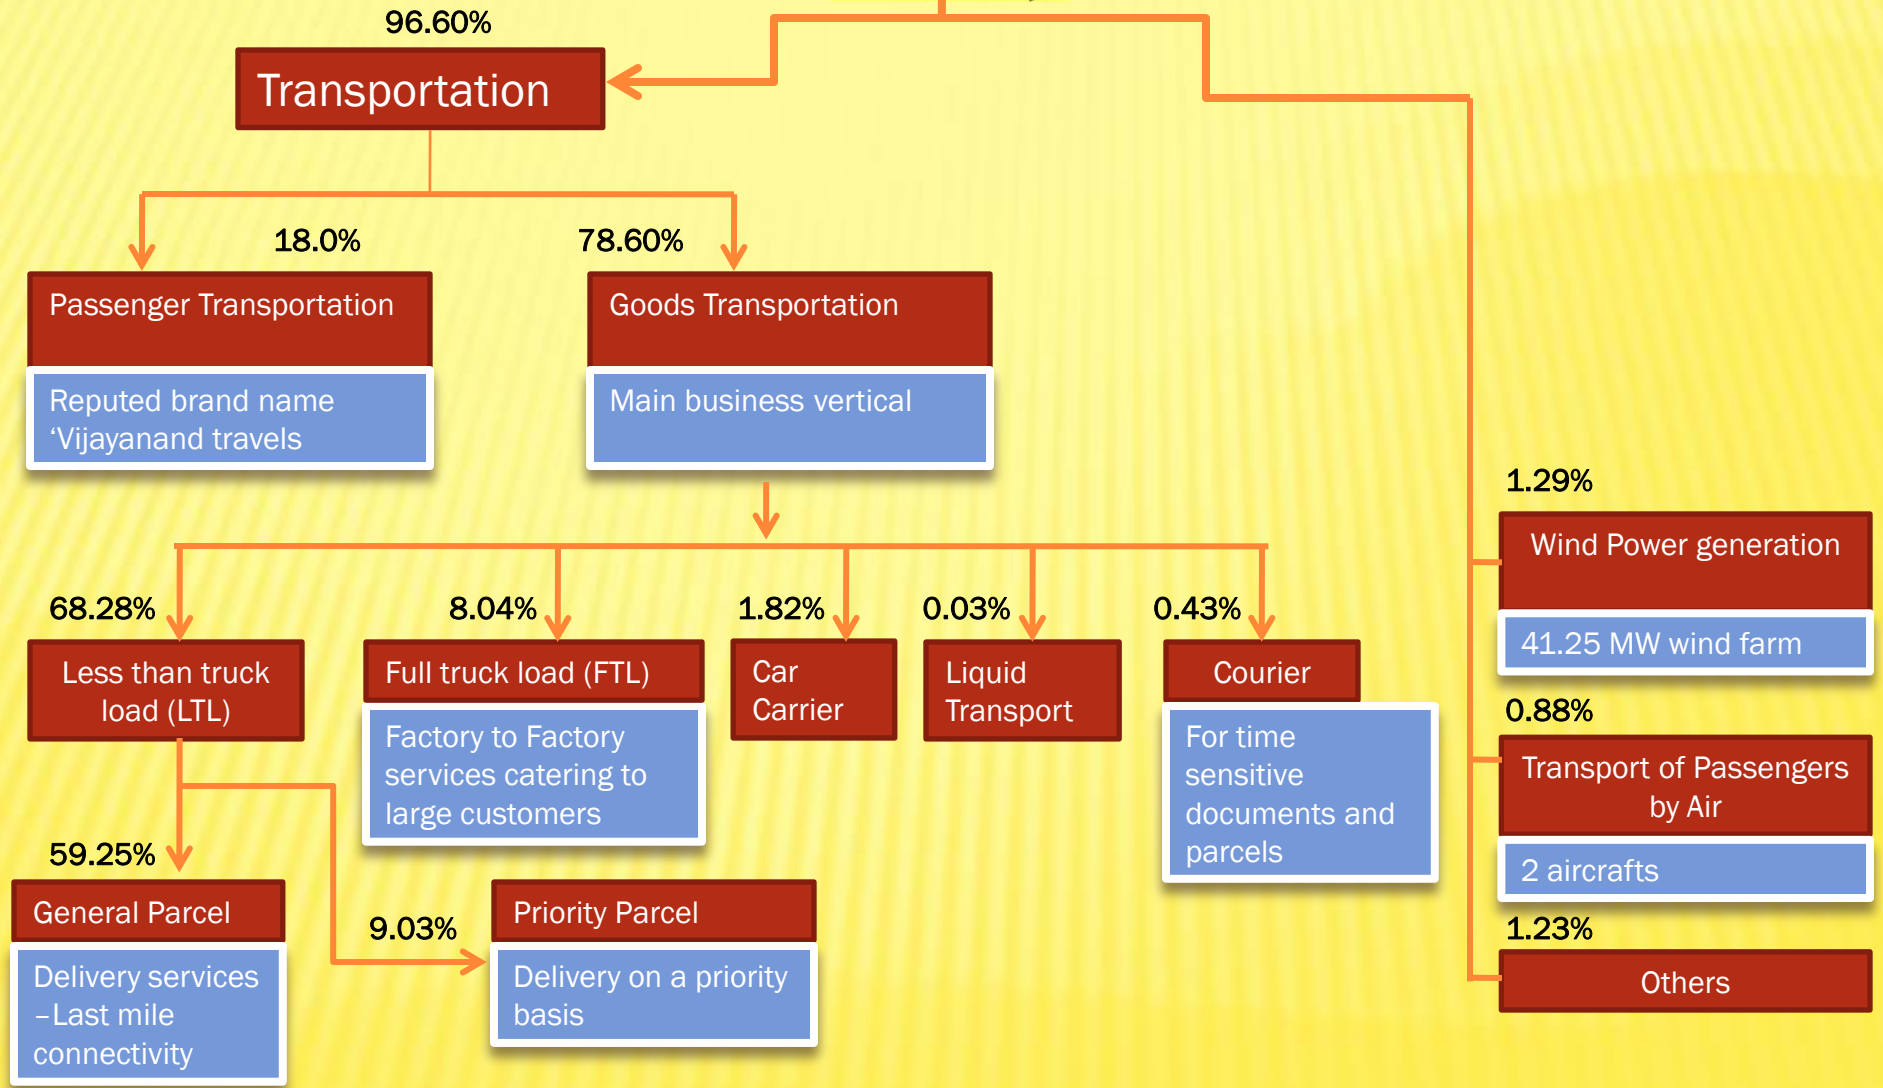 96.60%
Transportation
18.0%
78.60%
Passenger Transportation
Reputed brand name
‘Vijayanand travels
Goods Transportation
Main business vertical
68.28%
Less than truck
load (LTL)
8.04%
Full truck load (FTL)
Factory to Factory
services catering to
large customers
1.82%
Car
Carrier
0.03%
Liquid
Transport
0.43%
Courier
For time
sensitive
documents and
parcels
59.25%
General Parcel
Delivery services
–Last mile
connectivity
9.03%
Priority Parcel
Delivery on a priority
basis
1.29%
Wind Power generation
41.25 MW wind farm
0.88%
Transport of Passengers
by Air
2 aircrafts
1.23%
Others